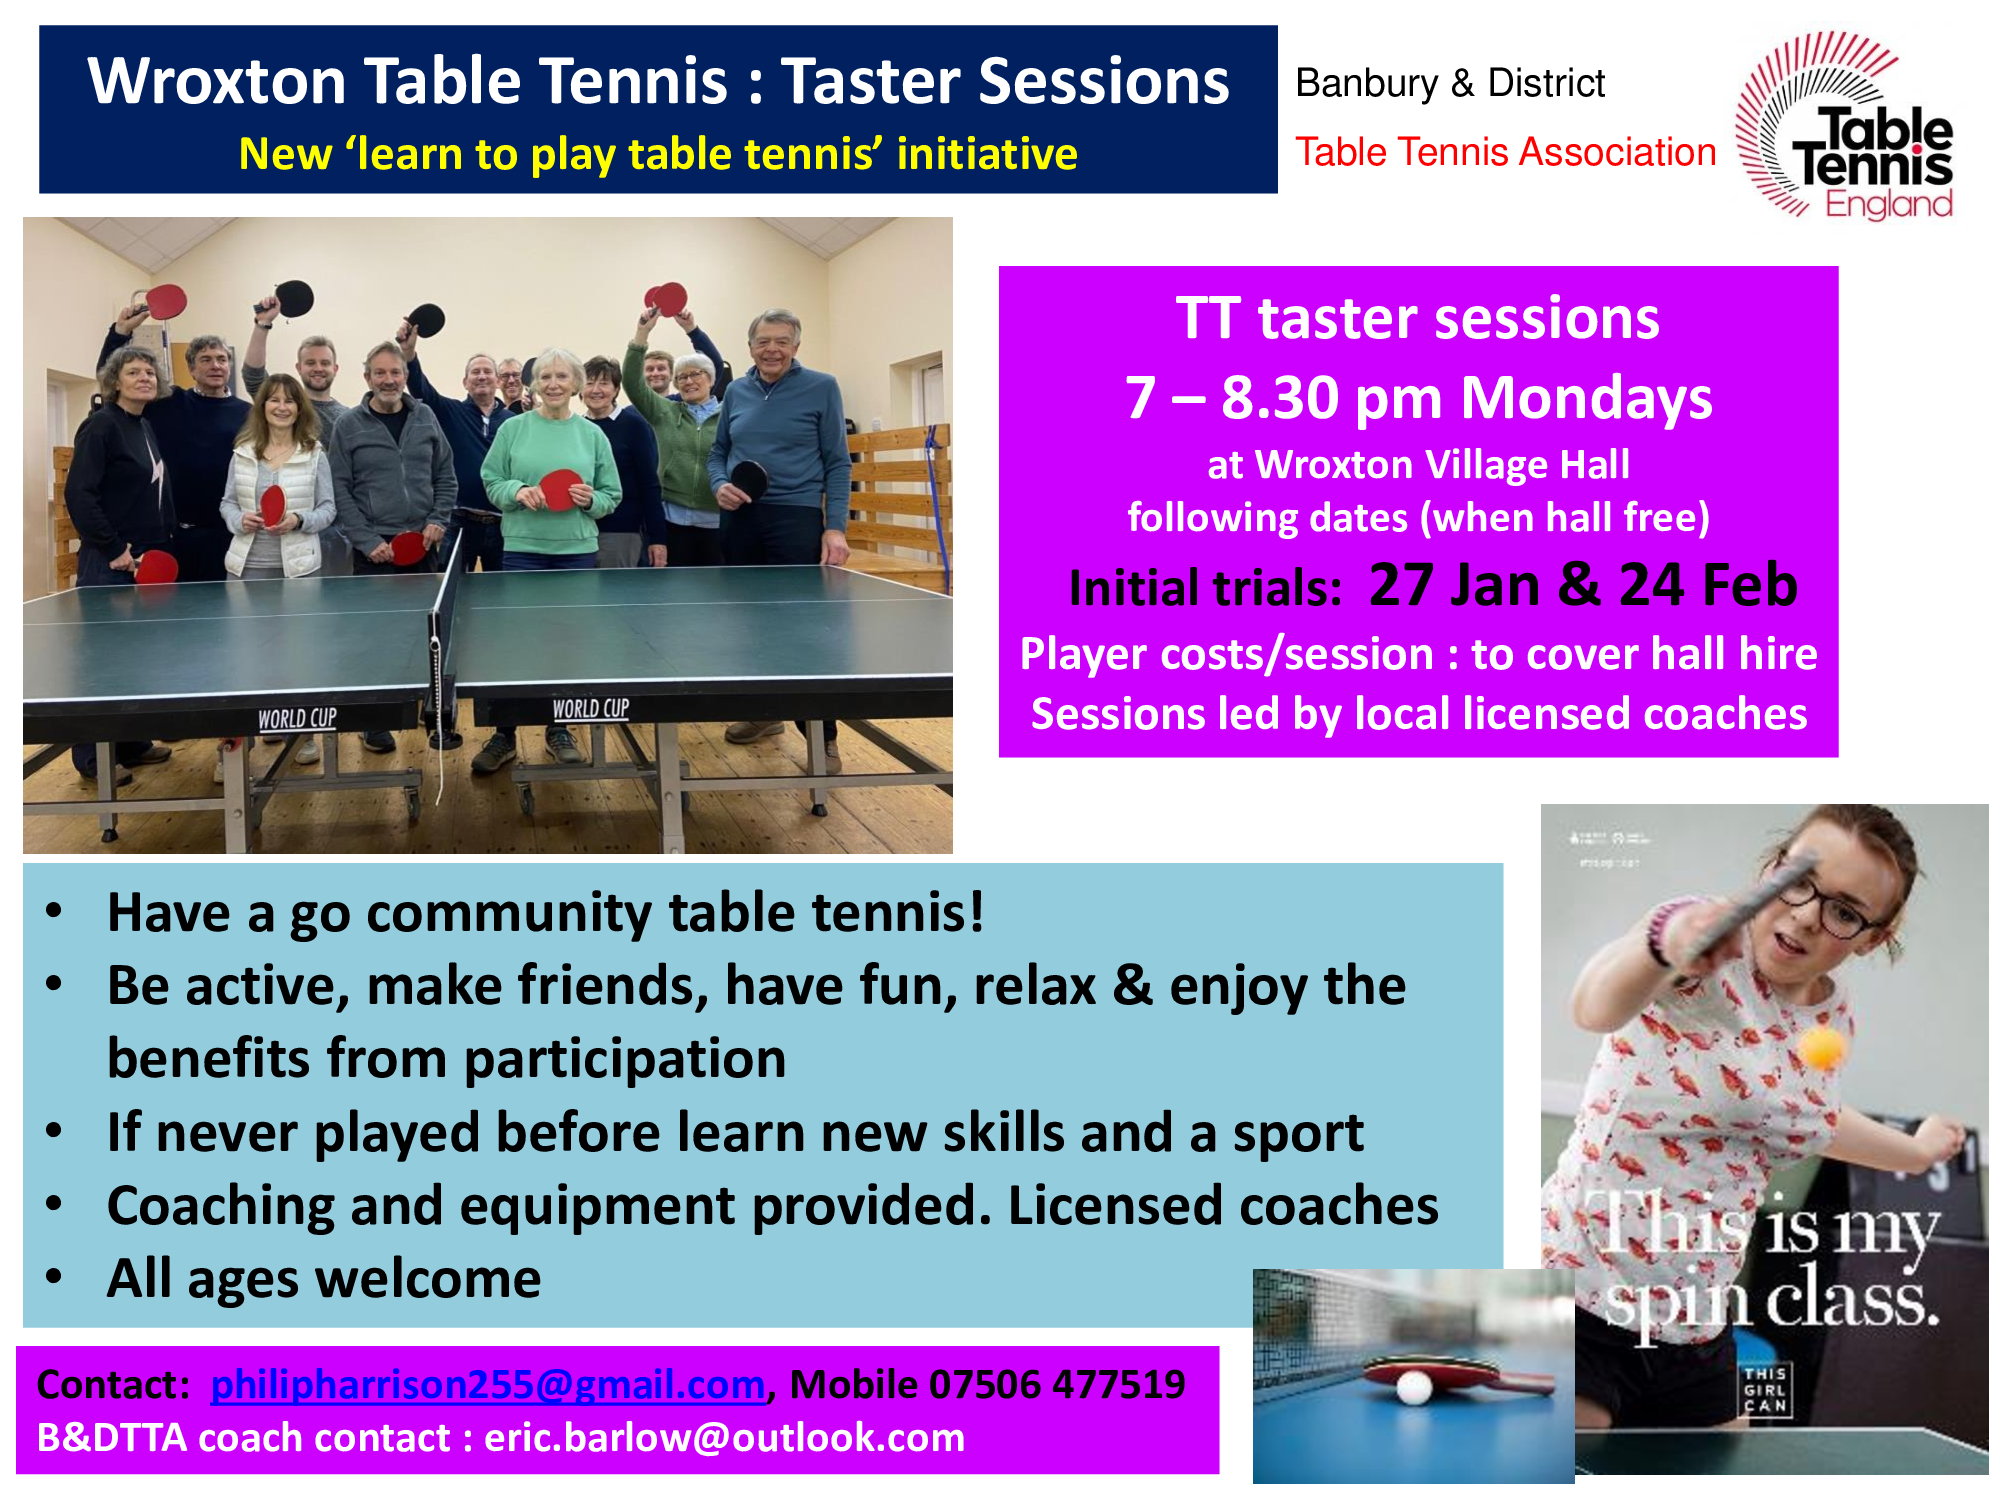 Wroxton Table Tennis : Taster Sessions
New ‘learn to play table tennis’ initiative
Banbury & District
Table Tennis Association
Table
Tennis
England
TT taster sessions
7 – 8.30 pm Mondays
at Wroxton Village Hall
following dates (when hall free)
Initial trials: 27 Jan & 24 Feb
Player costs/session : to cover hall hire
Sessions led by local licensed coaches
WORLD CUP
WORLD CUP
• Have a go community table tennis!
• Be active, make friends, have fun, relax & enjoy the
benefits from participation
• If never played before learn new skills and a sport
• Coaching and equipment provided. Licensed coaches
• All ages welcome
This is my
spin class.
THIS
GIRL
CAN
Contact: philipharrison255@gmail.com, Mobile 07506 477519
B&DTTA coach contact : eric.barlow@outlook.com